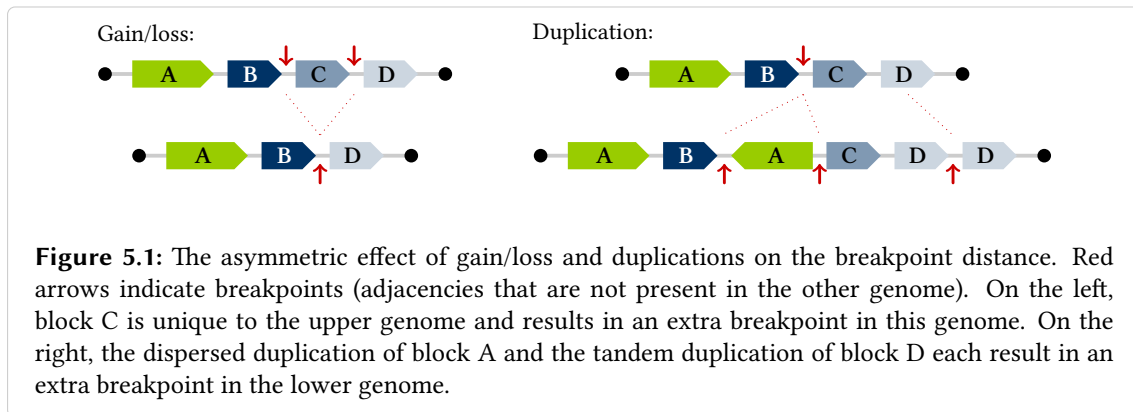 Gain/loss:
Duplication:
A B C D
A B C D
A B D
A B A C D D
Figure 5.1: The asymmetric effect of gain/loss and duplications on the breakpoint distance. Red
arrows indicate breakpoints (adjacencies that are not present in the other genome). On the left,
block C is unique to the upper genome and results in an extra breakpoint in this genome. On the
right, the dispersed duplication of block A and the tandem duplication of block D each result in an
extra breakpoint in the lower genome.